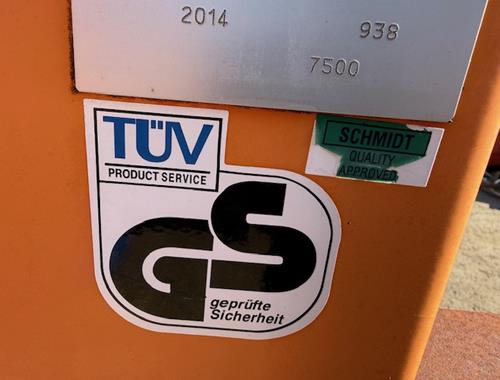 2014 938
7500
TÜV
PRODUCT SERVICE
SCHMIDT
QUALITY
APPROVED
GS
geprüfte
Sicherheit